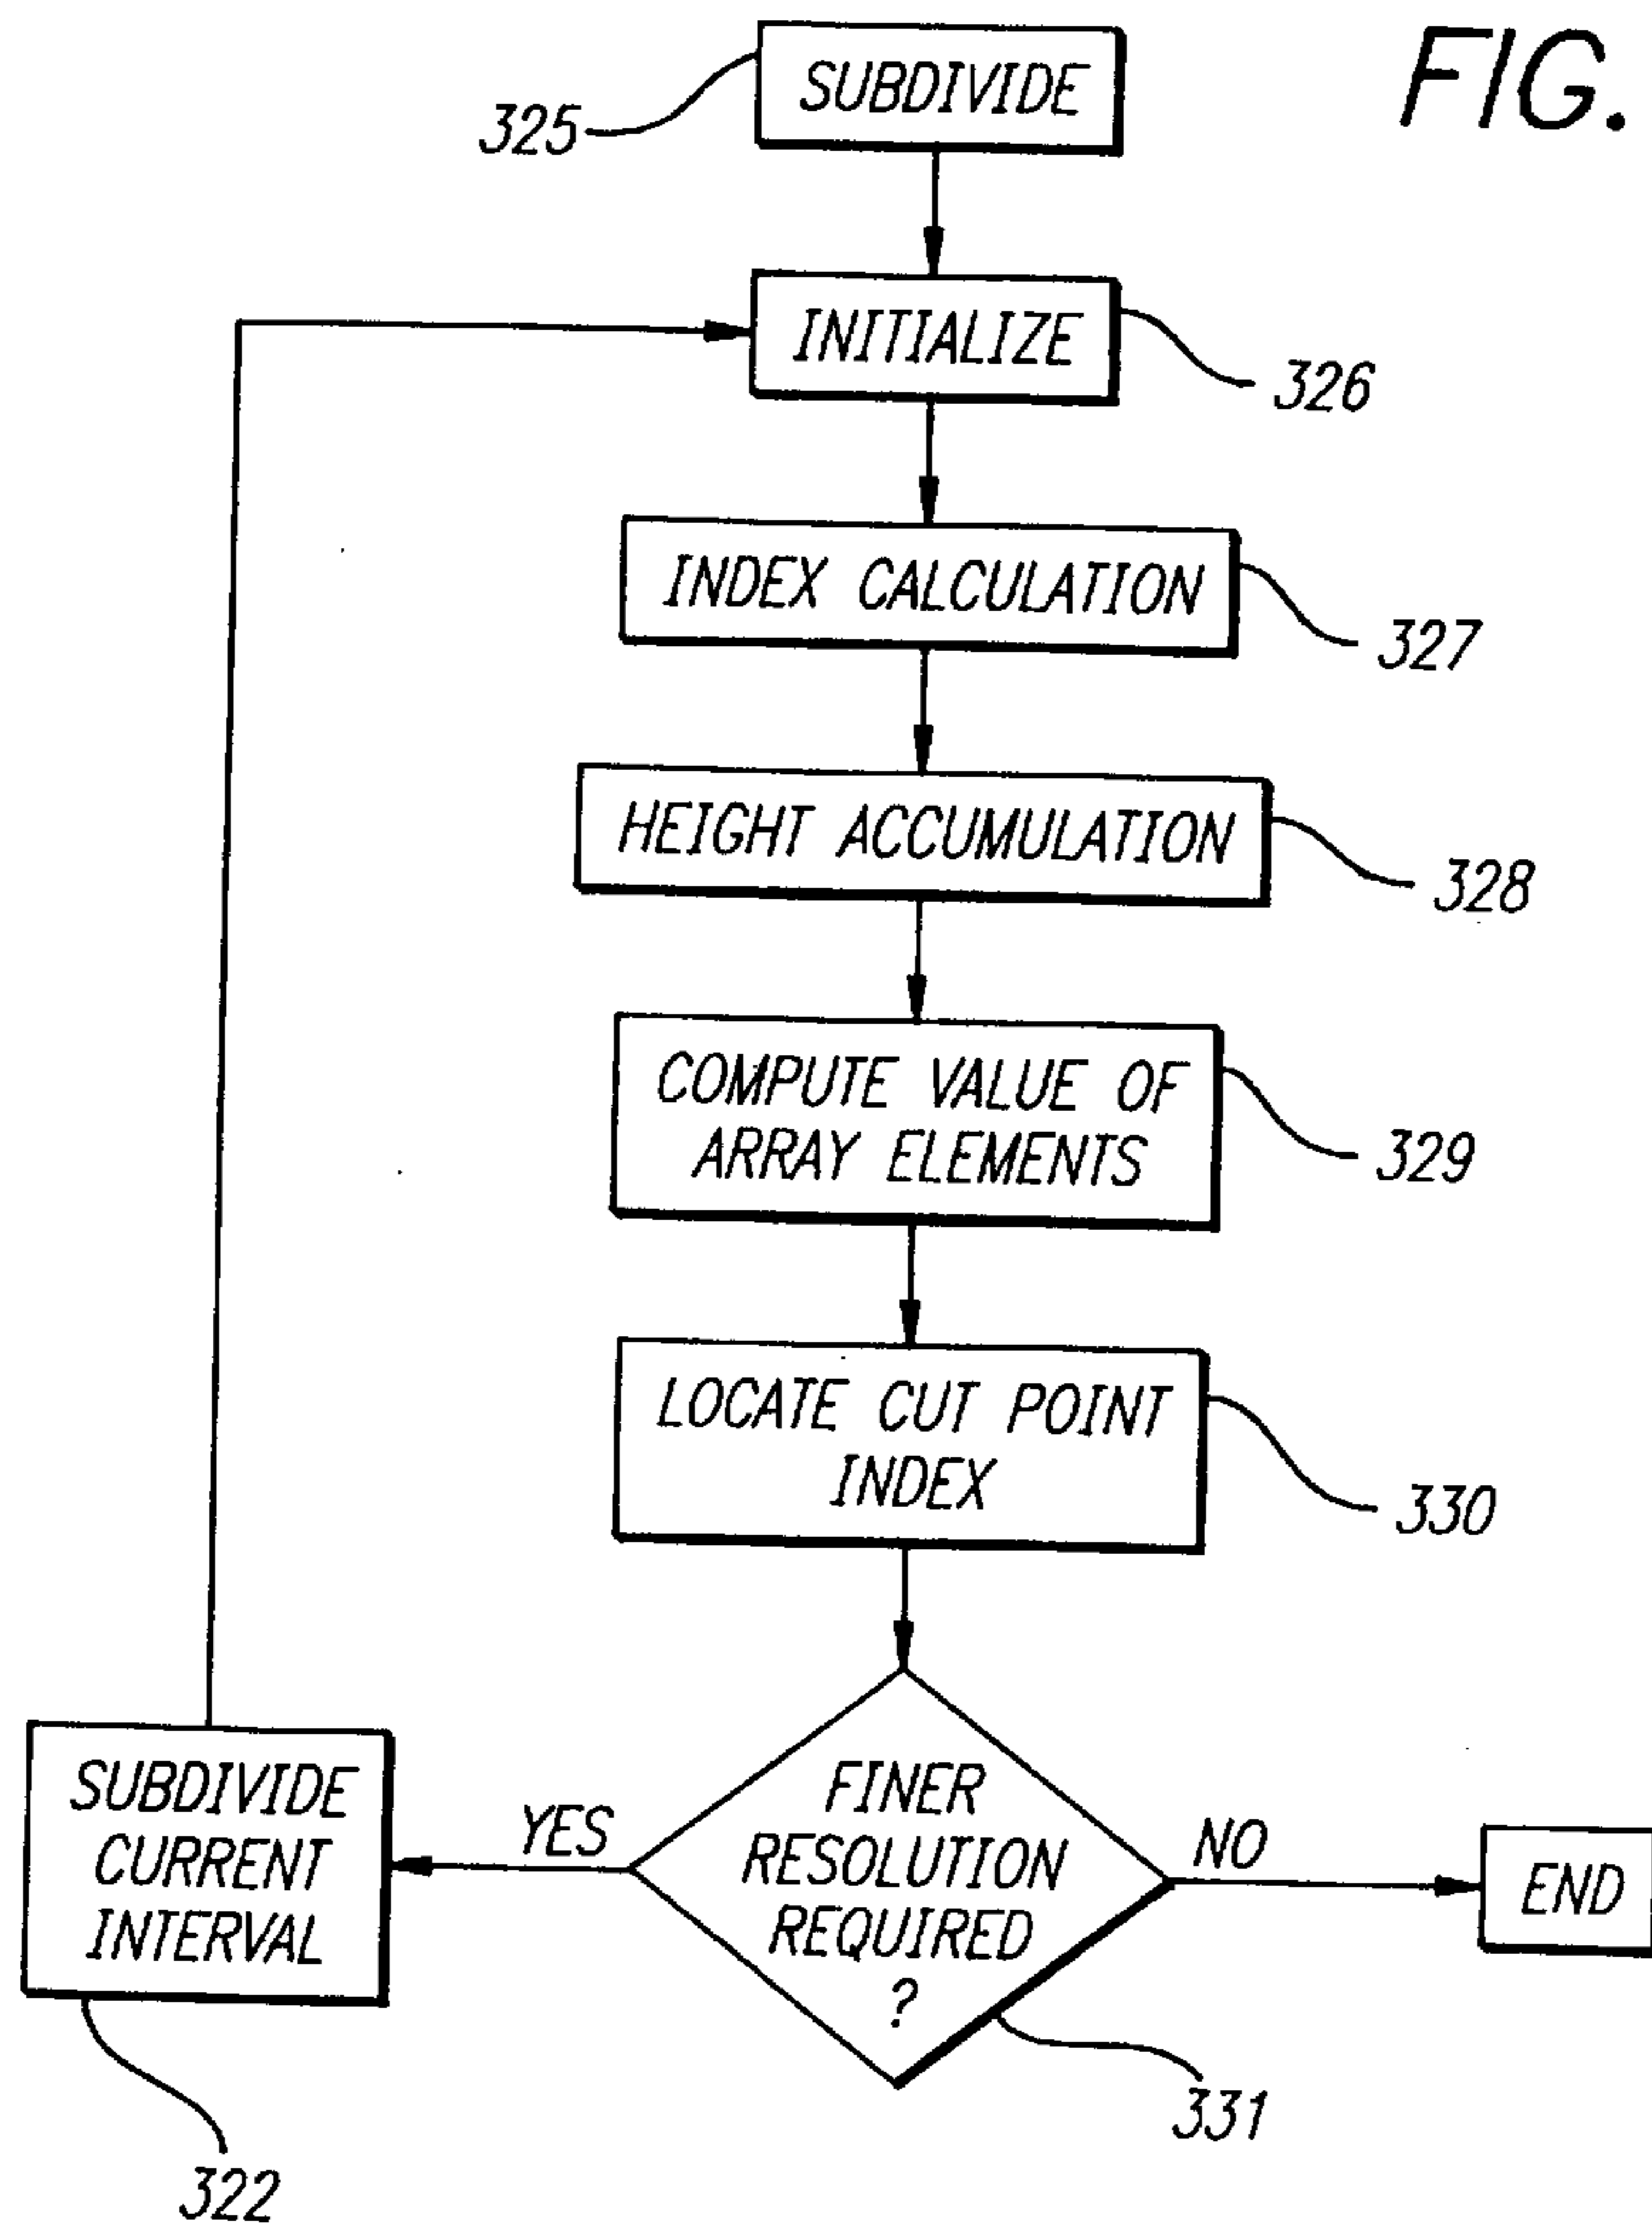 FIG.
SUBDIVIDE
325
INITIALIZE
326
INDEX CALCULATION
327
HEIGHT ACCUMULATION
328
COMPUTE VALUE OF
ARRAY ELEMENTS
329
LOCATE CUT POINT
INDEX
330
FINER
RESOLUTION
REQUIRED
?
331
YES
NO
SUBDIVIDE
CURRENT
INTERVAL
322
END